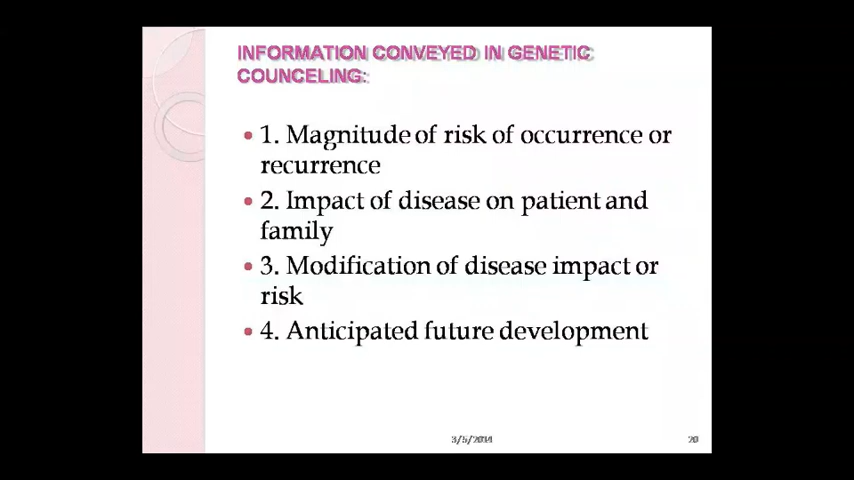 INFORMATION CONVEYED IN GENETIC
COUNCELING:
• 1. Magnitude of risk of occurrence or
recurrence
• 2. Impact of disease on patient and
family
• 3. Modification of disease impact or
risk
• 4. Anticipated future development
3/5/2014 20